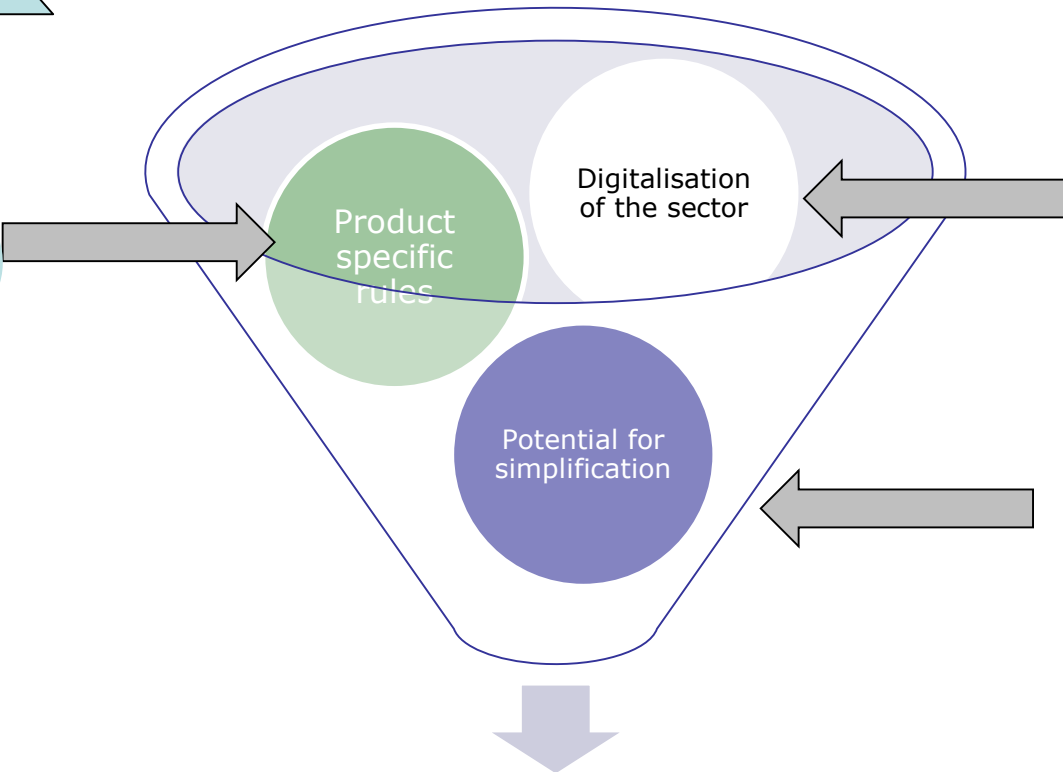 Product
specific
rules
Digitalisation
of the sector
Potential for
simplification